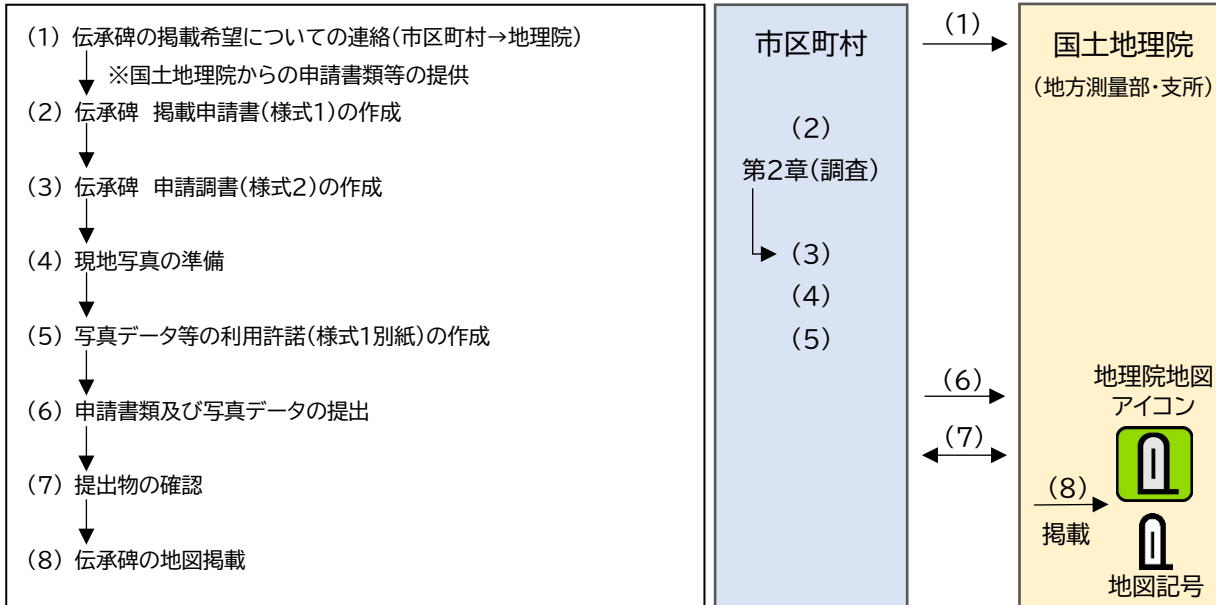 (1) 伝承碑の掲載希望についての連絡(市区町村→地理院)
※国土地理院からの申請書類等の提供
(2) 伝承碑 掲載申請書(様式1)の作成
(3) 伝承碑 申請調書(様式2)の作成
(4) 現地写真の準備
(5) 写真データ等の利用許諾(様式1別紙)の作成
(6) 申請書類及び写真データの提出
(7) 提出物の確認
(8) 伝承碑の地図掲載
市区町村
(2)
第2章(調査)
(3)
(4)
(5)
(1)
(6)
(7)
国土地理院
(地方測量部・支所)
地理院地図
アイコン
(8)
掲載
地図記号